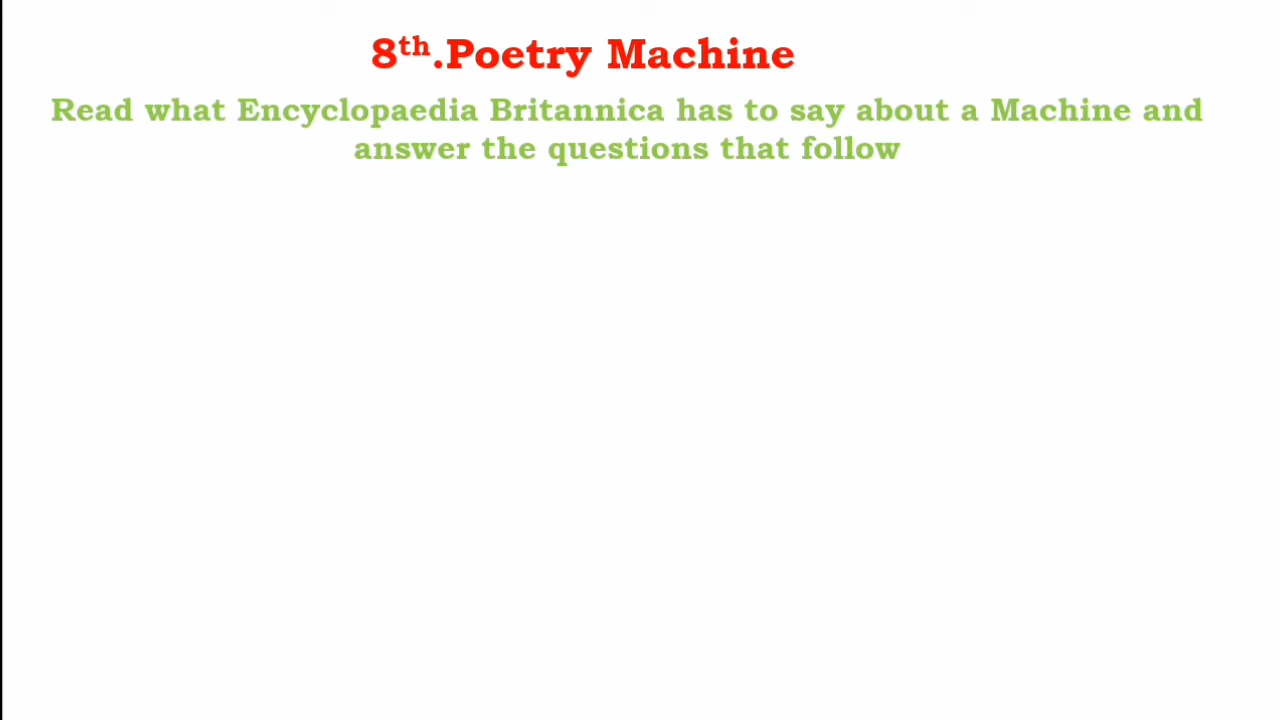 8th.Poetry Machine
Read what Encyclopaedia Britannica has to say about a Machine and
answer the questions that follow